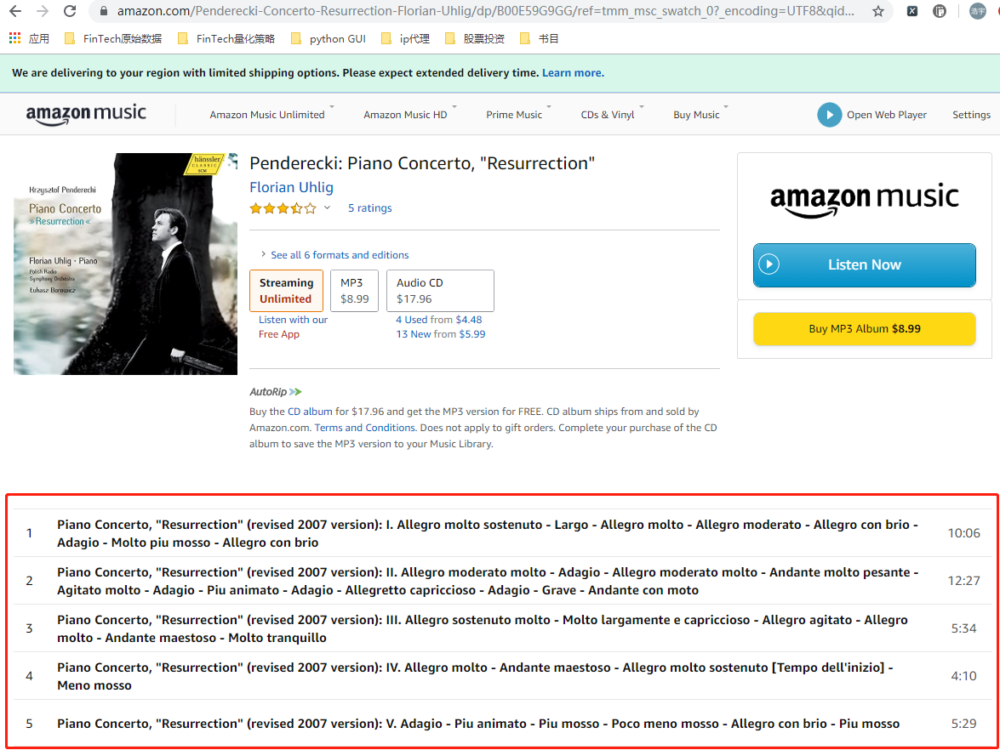 amazon.com/Penderecki-Concerto-Resurrection-Florian-Uhlig/dp/B00E59G9GG/ref=tmm_msc_swatch_0?_encoding=UTF8&qid...
浩宇
应用 FinTech原始数据 FinTech量化策略 python GUI ip代理 股票投资 书目
We are delivering to your region with limited shipping options. Please expect extended delivery time. Learn more.
amazon music Amazon Music Unlimited Amazon Music HD Prime Music CDs & Vinyl Buy Music Open Web Player Settings
hänssler
CLASSIC
SCM
Krzysztof Penderecki
Piano Concerto
»Resurrection«
Florian Uhlig · Piano
Polish Radio
Symphony Orchestra
Łukasz Borowicz
Penderecki: Piano Concerto, "Resurrection"
Florian Uhlig
5 ratings
See all 6 formats and editions
Streaming
Unlimited
MP3
$8.99
Audio CD
$17.96
Listen with our
Free App
4 Used from $4.48
13 New from $5.99
AutoRip
Buy the CD album for $17.96 and get the MP3 version for FREE. CD album ships from and sold by
Amazon.com. Terms and Conditions. Does not apply to gift orders. Complete your purchase of the CD
album to save the MP3 version to your Music Library.
amazon music
Listen Now
Buy MP3 Album $8.99
1 Piano Concerto, "Resurrection" (revised 2007 version): I. Allegro molto sostenuto - Largo - Allegro molto - Allegro moderato - Allegro con brio -
Adagio - Molto piu mosso - Allegro con brio 10:06
2 Piano Concerto, "Resurrection" (revised 2007 version): II. Allegro moderato molto - Adagio - Allegro moderato molto - Andante molto pesante -
Agitato molto - Adagio - Piu animato - Adagio - Allegretto capriccioso - Adagio - Grave - Andante con moto 12:27
3 Piano Concerto, "Resurrection" (revised 2007 version): III. Allegro sostenuto molto - Molto largamente e capriccioso - Allegro agitato - Allegro
molto - Andante maestoso - Molto tranquillo 5:34
4 Piano Concerto, "Resurrection" (revised 2007 version): IV. Allegro molto - Andante maestoso - Allegro molto sostenuto [Tempo dell'inizio] -
Meno mosso 4:10
5 Piano Concerto, "Resurrection" (revised 2007 version): V. Adagio - Piu animato - Piu mosso - Poco meno mosso - Allegro con brio - Piu mosso 5:29